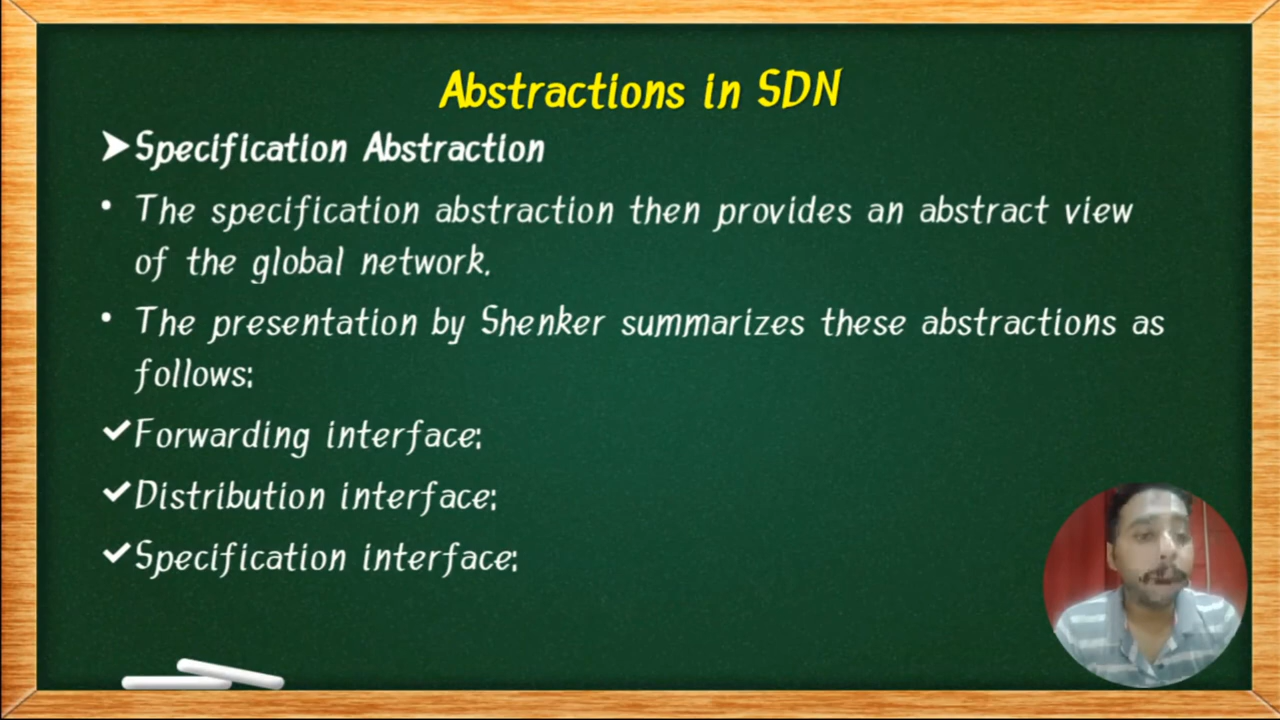 Abstractions in SDN
➤Specification Abstraction
• The specification abstraction then provides an abstract view
of the global network.
• The presentation by Shenker summarizes these abstractions as
follows:
✔Forwarding interface:
✔Distribution interface:
✔Specification interface: